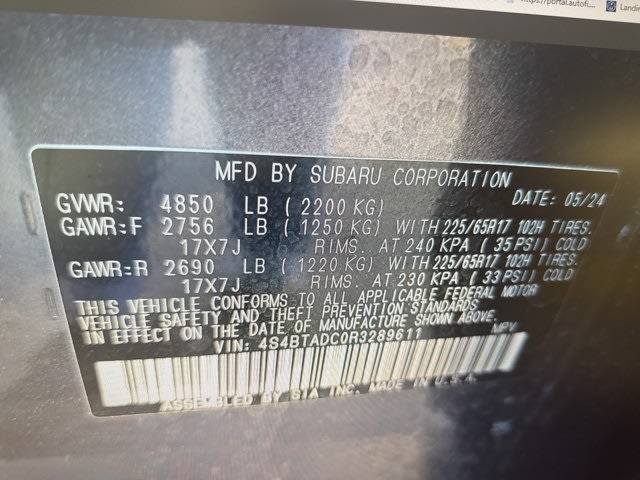 https://portal.autofi...
Landin
MFD BY SUBARU CORPORATION
GVWR: 4850 LB ( 2200 KG) DATE: 05/24
GAWR:F 2756 LB ( 1250 KG) WITH 225/65R17 102H TIRES.
17X7J RIMS. AT 240 KPA ( 35 PSI) COLD
GAWR:R 2690 LB ( 1220 KG) WITH 225/65R17 102H TIRES.
17X7J RIMS. AT 230 KPA ( 33 PSI) COLD
THIS VEHICLE CONFORMS TO ALL APPLICABLE FEDERAL MOTOR
VEHICLE SAFETY AND THEFT PREVENTION STANDARDS
IN EFFECT ON THE DATE OF MANUFACTURE SHOWN ABOVE.
VIN: 4S4BTADC0R3289611 MPV
ASSEMBLED BY SIA INC. MADE IN U.S.A.